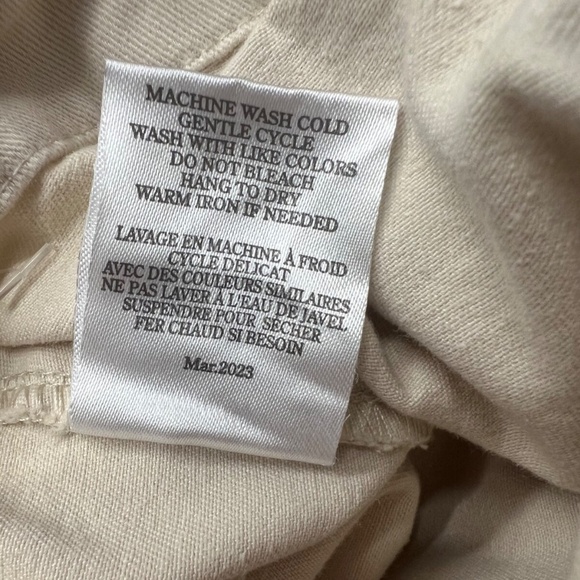 MACHINE WASH COLD
GENTLE CYCLE
WASH WITH LIKE COLORS
DO NOT BLEACH
HANG TO DRY
WARM IRON IF NEEDED
LAVAGE EN MACHINE À FROID
CYCLE DELICAT
AVEC DES COULEURS SIMILAIRES
NE PAS LAVER À L'EAU DE JAVEL
SUSPENDRE POUR SÉCHER
FER CHAUD SI BESOIN
Mar.2023